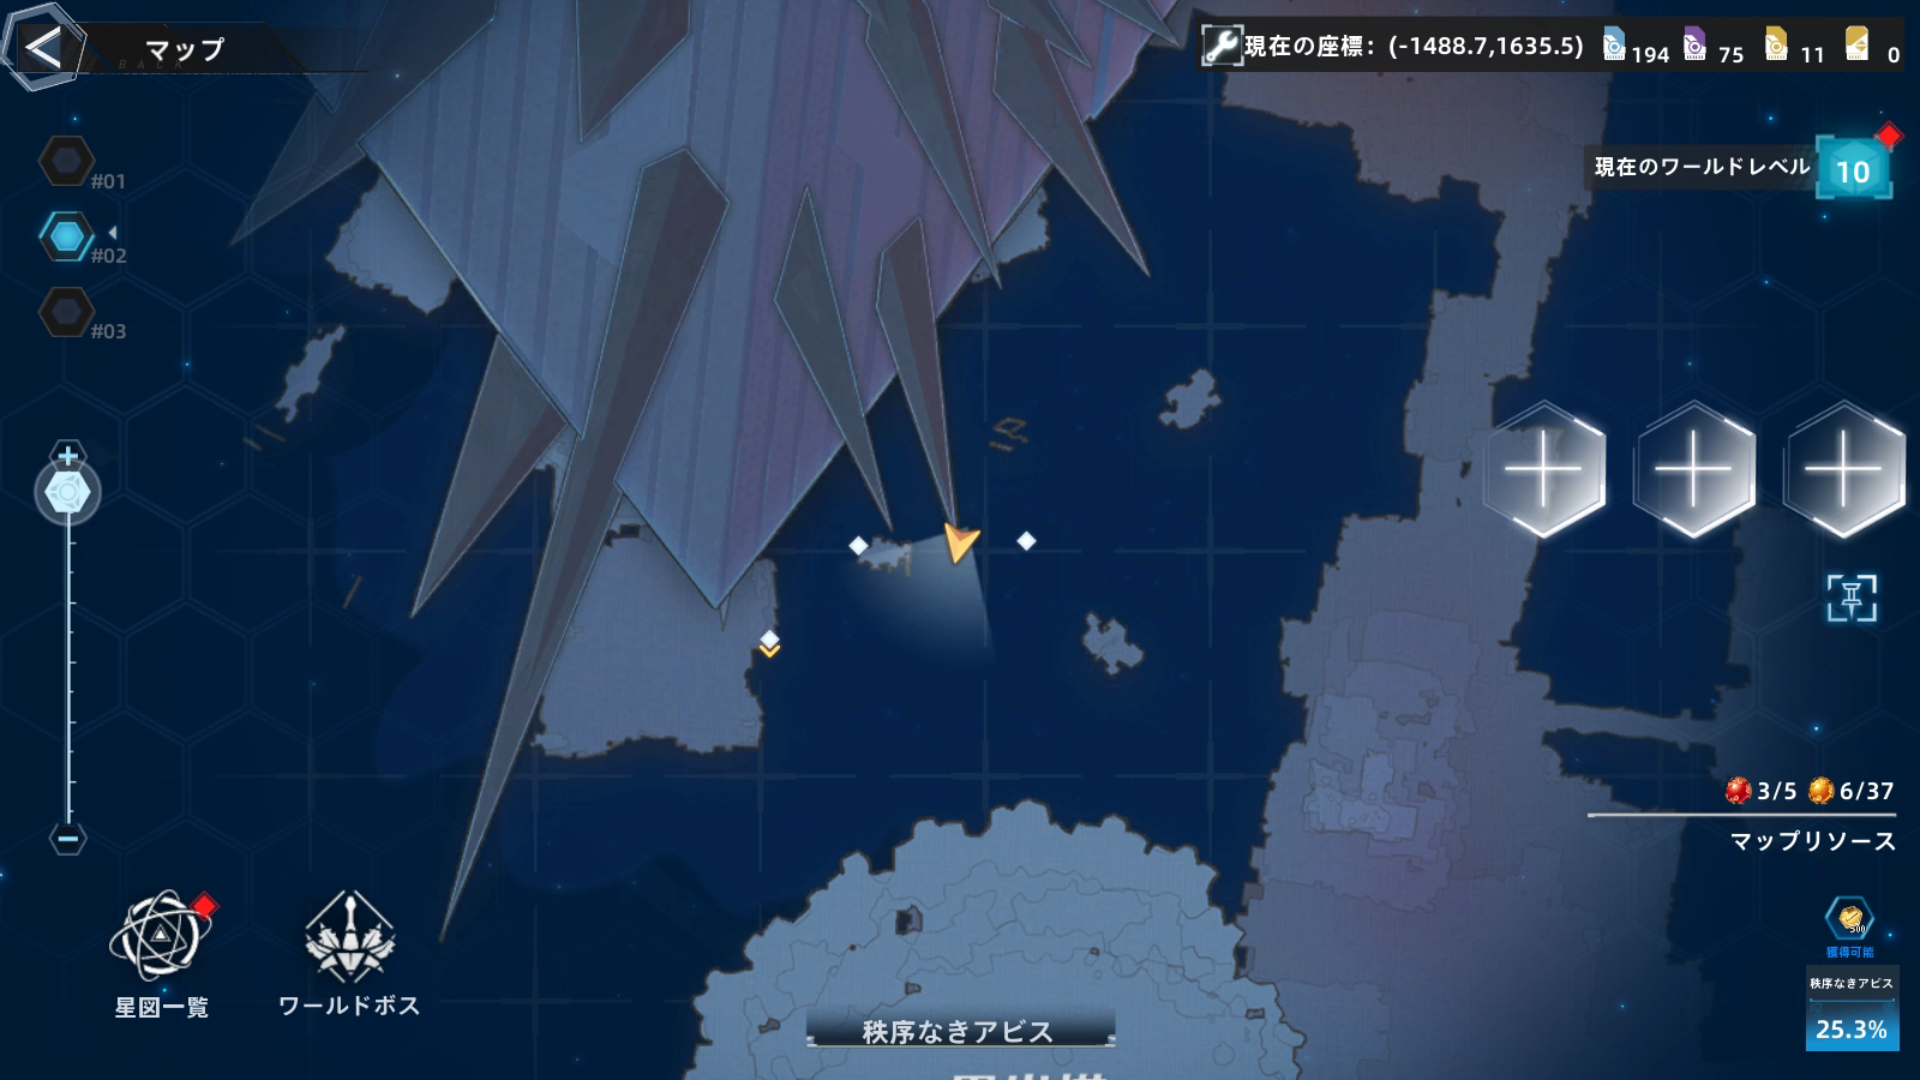 マップ
BACK
現在の座標：(-1488.7,1635.5)
194
75
11
0
#01
#02
#03
現在のワールドレベル
10
3/5
6/37
マップリソース
500
獲得可能
秩序なきアビス
25.3%
星図一覧
ワールドボス
秩序なきアビス